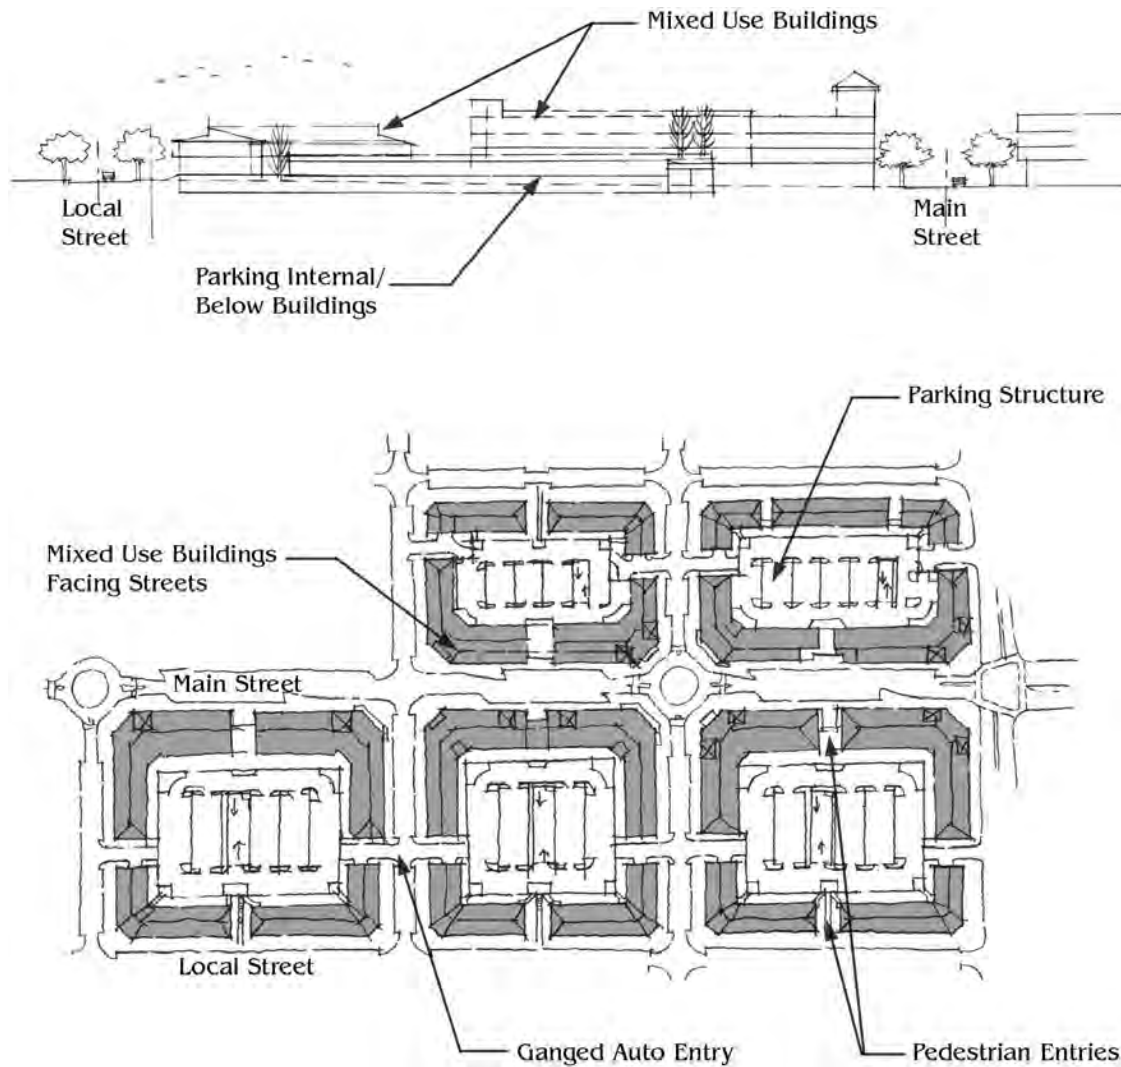 Mixed Use Buildings
Local
Street
Main
Street
Parking Internal/
Below Buildings
Parking Structure
Mixed Use Buildings
Facing Streets
Main Street
Local Street
Ganged Auto Entry
Pedestrian Entries